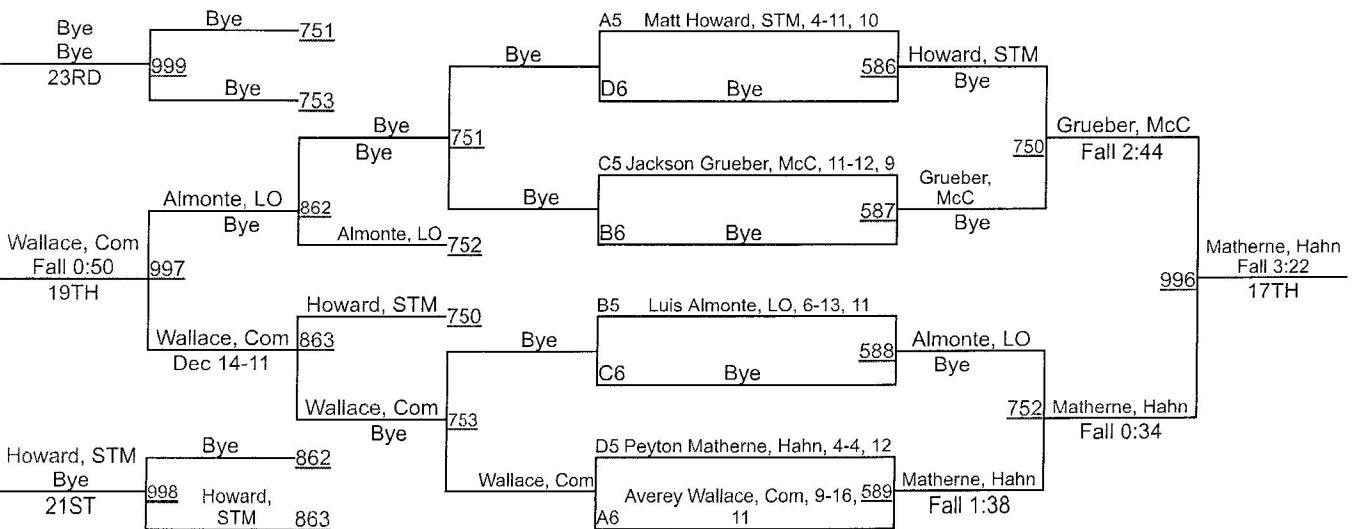 Bye
Bye
23RD
999
Bye
751
Bye
753
Bye
Bye
751
Bye
Bye
A5 Matt Howard, STM, 4-11, 10
586
D6 Bye
Howard, STM
Bye
C5 Jackson Grueber, McC, 11-12, 9
587
B6 Bye
Grueber,
McC
Bye
750
Grueber, McC
Fall 2:44
Almonte, LO
Bye
862
Almonte, LO
752
Wallace, Com
Fall 0:50
19TH
997
Wallace, Com
Dec 14-11
863
Howard, STM
750
Wallace, Com
Bye
753
Bye
Wallace, Com
B5 Luis Almonte, LO, 6-13, 11
588
C6 Bye
Almonte, LO
Bye
D5 Peyton Matherne, Hahn, 4-4, 12
Averey Wallace, Com, 9-16,
11
589
A6
Matherne, Hahn
Fall 1:38
752
Matherne, Hahn
Fall 0:34
996
Matherne, Hahn
Fall 3:22
17TH
Howard, STM
Bye
21ST
998
Bye
862
Howard,
STM
863